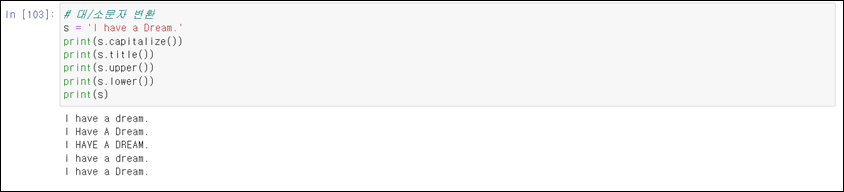 In [103]:
# 대/소문자 변환
s = 'I have a Dream.'
print(s.capitalize())
print(s.title())
print(s.upper())
print(s.lower())
print(s)
I have a dream.
I Have A Dream.
I HAVE A DREAM.
i have a dream.
I have a Dream.